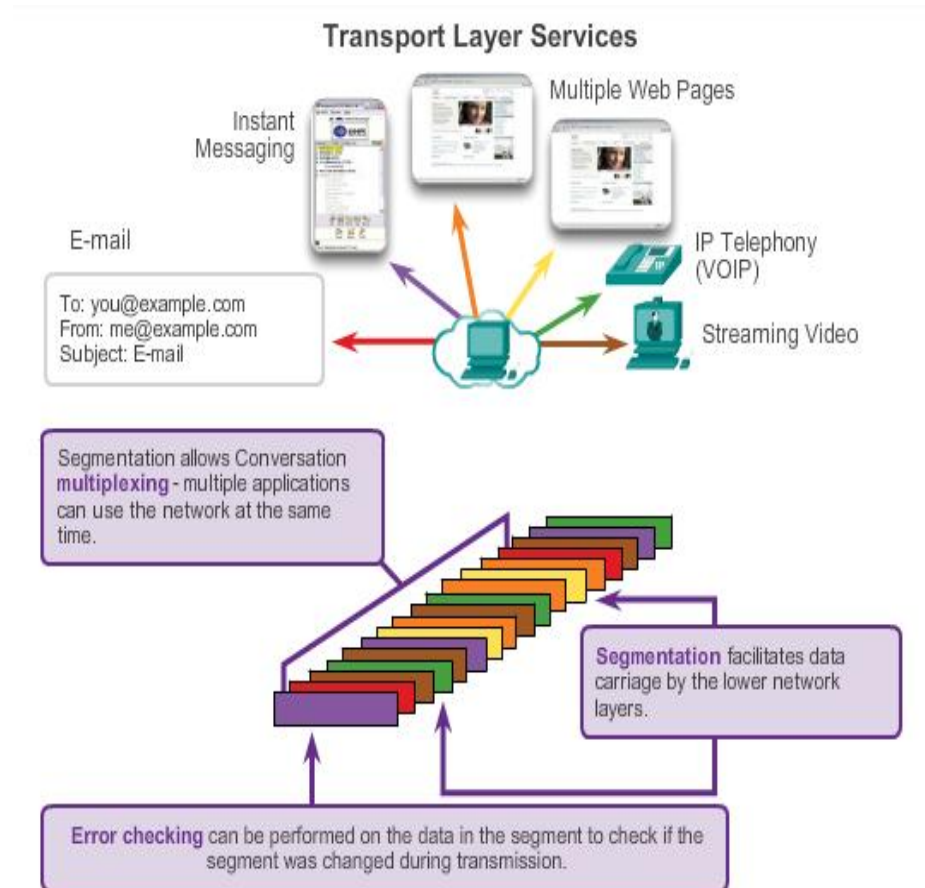 Transport Layer Services
Instant
Messaging
Multiple Web Pages
E-mail
To: you@example.com
From: me@example.com
Subject: E-mail
IP Telephony
(VOIP)
IP
Streaming Video
Segmentation allows Conversation
multiplexing - multiple applications
can use the network at the same
time.
Segmentation facilitates data
carriage by the lower network
layers.
Error checking can be performed on the data in the segment to check if the
segment was changed during transmission.